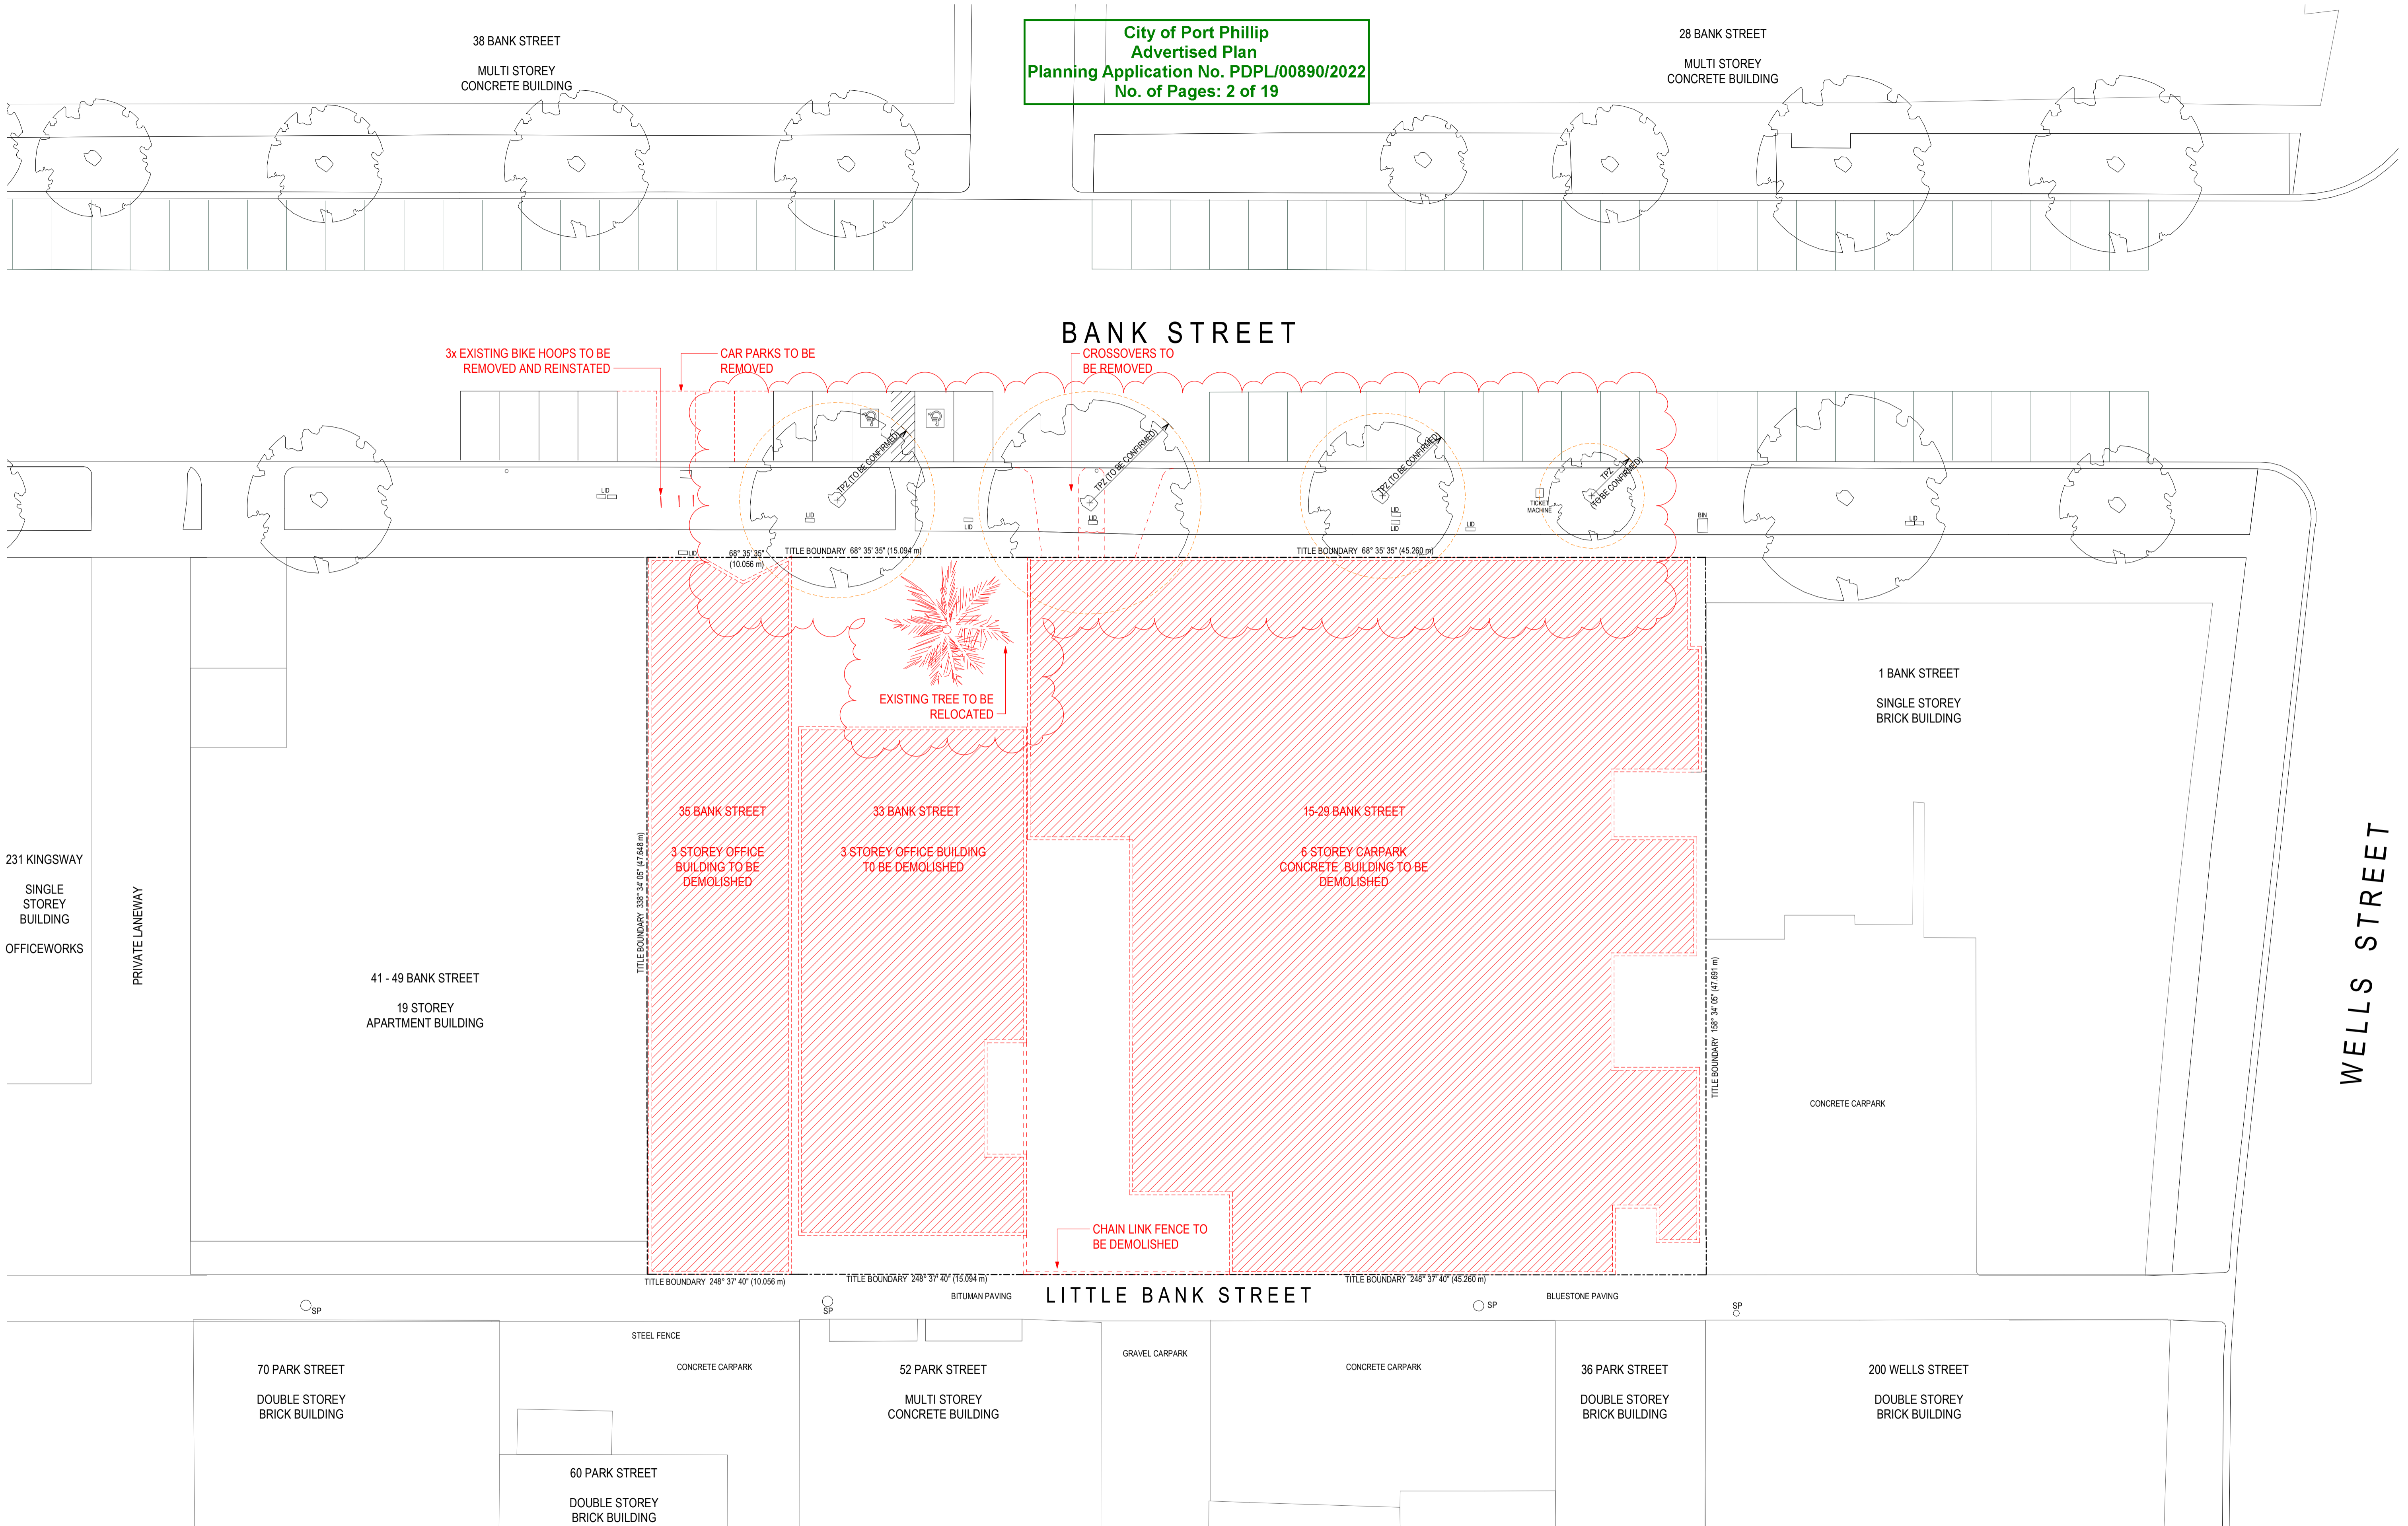 38 BANK STREET
MULTI STOREY
CONCRETE BUILDING
City of Port Phillip
Advertised Plan
Planning Application No. PDPL/00890/2022
No. of Pages: 2 of 19
28 BANK STREET
MULTI STOREY
CONCRETE BUILDING
BANK STREET
3x EXISTING BIKE HOOPS TO BE
REMOVED AND REINSTATED
CAR PARKS TO BE
REMOVED
CROSSOVERS TO
BE REMOVED
TPZ (TO BE CONFIRMED)
TPZ (TO BE CONFIRMED)
TPZ (TO BE CONFIRMED)
TPZ
(TO BE CONFIRMED)
LID
LID
LID
LID
LID
LID
LID
TICKET
MACHINE
BIN
LID
LID
68° 35' 35"
(10.056 m)
TITLE BOUNDARY 68° 35' 35" (15.094 m)
TITLE BOUNDARY 68° 35' 35" (45.260 m)
EXISTING TREE TO BE
RELOCATED
1 BANK STREET
SINGLE STOREY
BRICK BUILDING
35 BANK STREET
3 STOREY OFFICE
BUILDING TO BE
DEMOLISHED
33 BANK STREET
3 STOREY OFFICE BUILDING
T0 BE DEMOLISHED
15-29 BANK STREET
6 STOREY CARPARK
CONCRETE BUILDING TO BE
DEMOLISHED
231 KINGSWAY
SINGLE
STOREY
BUILDING
OFFICEWORKS
PRIVATE LANEWAY
41 - 49 BANK STREET
19 STOREY
APARTMENT BUILDING
TITLE BOUNDARY 338° 34' 05" (47.648 m)
TITLE BOUNDARY 158° 34' 05" (47.691 m)
CONCRETE CARPARK
WELLS STREET
CHAIN LINK FENCE TO
BE DEMOLISHED
TITLE BOUNDARY 248° 37' 40" (10.056 m)
TITLE BOUNDARY 248° 37' 40" (15.094 m)
TITLE BOUNDARY 248° 37' 40" (45.260 m)
BITUMAN PAVING
LITTLE BANK STREET
BLUESTONE PAVING
SP
SP
SP
SP
STEEL FENCE
CONCRETE CARPARK
GRAVEL CARPARK
CONCRETE CARPARK
70 PARK STREET
DOUBLE STOREY
BRICK BUILDING
52 PARK STREET
MULTI STOREY
CONCRETE BUILDING
36 PARK STREET
DOUBLE STOREY
BRICK BUILDING
200 WELLS STREET
DOUBLE STOREY
BRICK BUILDING
60 PARK STREET
DOUBLE STOREY
BRICK BUILDING